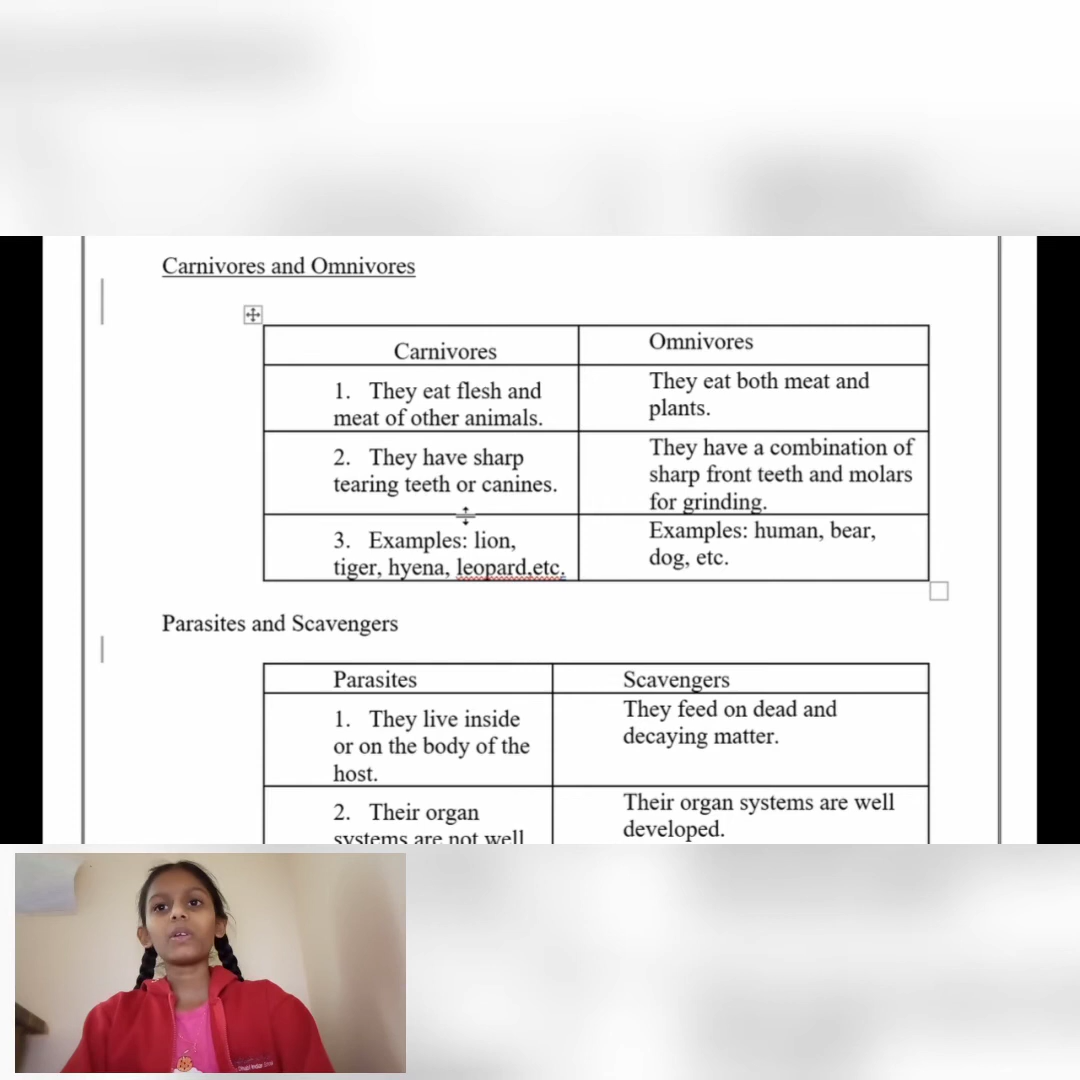 Carnivores and Omnivores
Carnivores
Omnivores
1. They eat flesh and
meat of other animals.
They eat both meat and
plants.
2. They have sharp
tearing teeth or canines.
They have a combination of
sharp front teeth and molars
for grinding.
3. Examples: lion,
tiger, hyena, leopard,etc.
Examples: human, bear,
dog, etc.
Parasites and Scavengers
Parasites
Scavengers
1. They live inside
or on the body of the
host.
They feed on dead and
decaying matter.
2. Their organ
systems are not well
Their organ systems are well
developed.